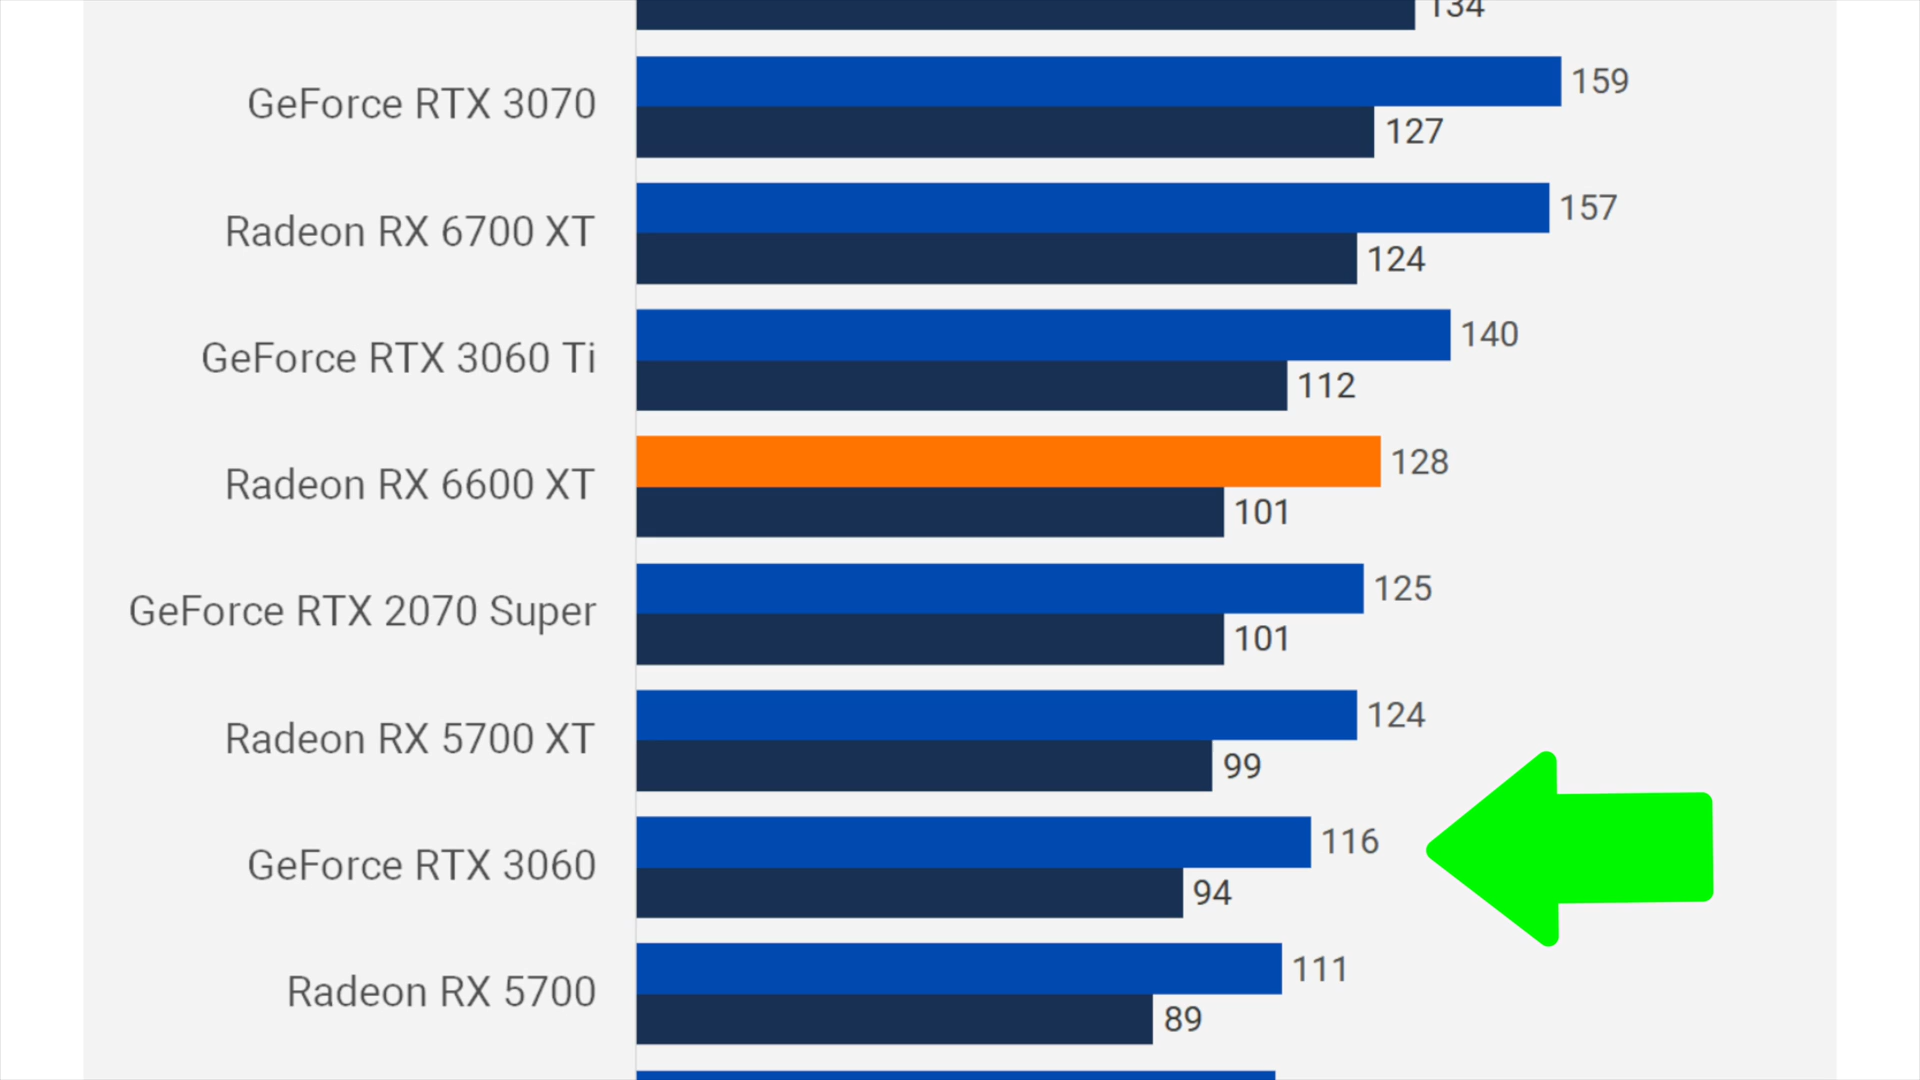 134
GeForce RTX 3070
159
127
Radeon RX 6700 XT
157
124
GeForce RTX 3060 Ti
140
112
Radeon RX 6600 XT
128
101
GeForce RTX 2070 Super
125
101
Radeon RX 5700 XT
124
99
GeForce RTX 3060
116
94
Radeon RX 5700
111
89